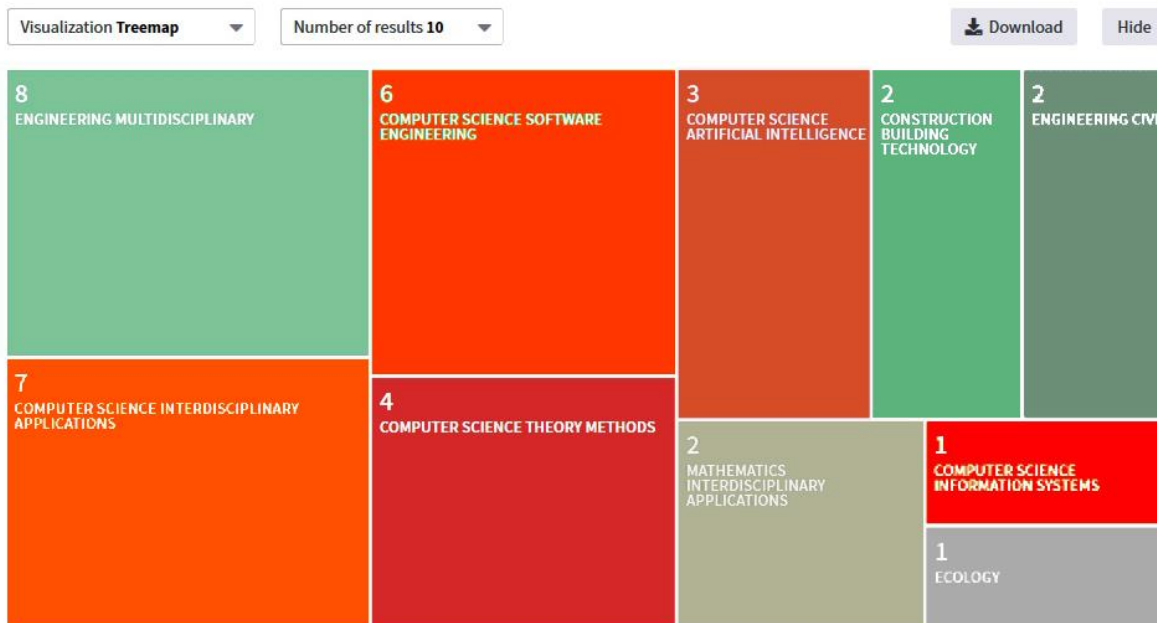 Visualization Treemap
Number of results 10
Download
Hide
8
ENGINEERING MULTIDISCIPLINARY
7
COMPUTER SCIENCE INTERDISCIPLINARY
APPLICATIONS
6
COMPUTER SCIENCE SOFTWARE
ENGINEERING
4
COMPUTER SCIENCE THEORY METHODS
3
COMPUTER SCIENCE
ARTIFICIAL INTELLIGENCE
2
CONSTRUCTION
BUILDING
TECHNOLOGY
2
ENGINEERING CIVI
2
MATHEMATICS
INTERDISCIPLINARY
APPLICATIONS
1
COMPUTER SCIENCE
INFORMATION SYSTEMS
1
ECOLOGY